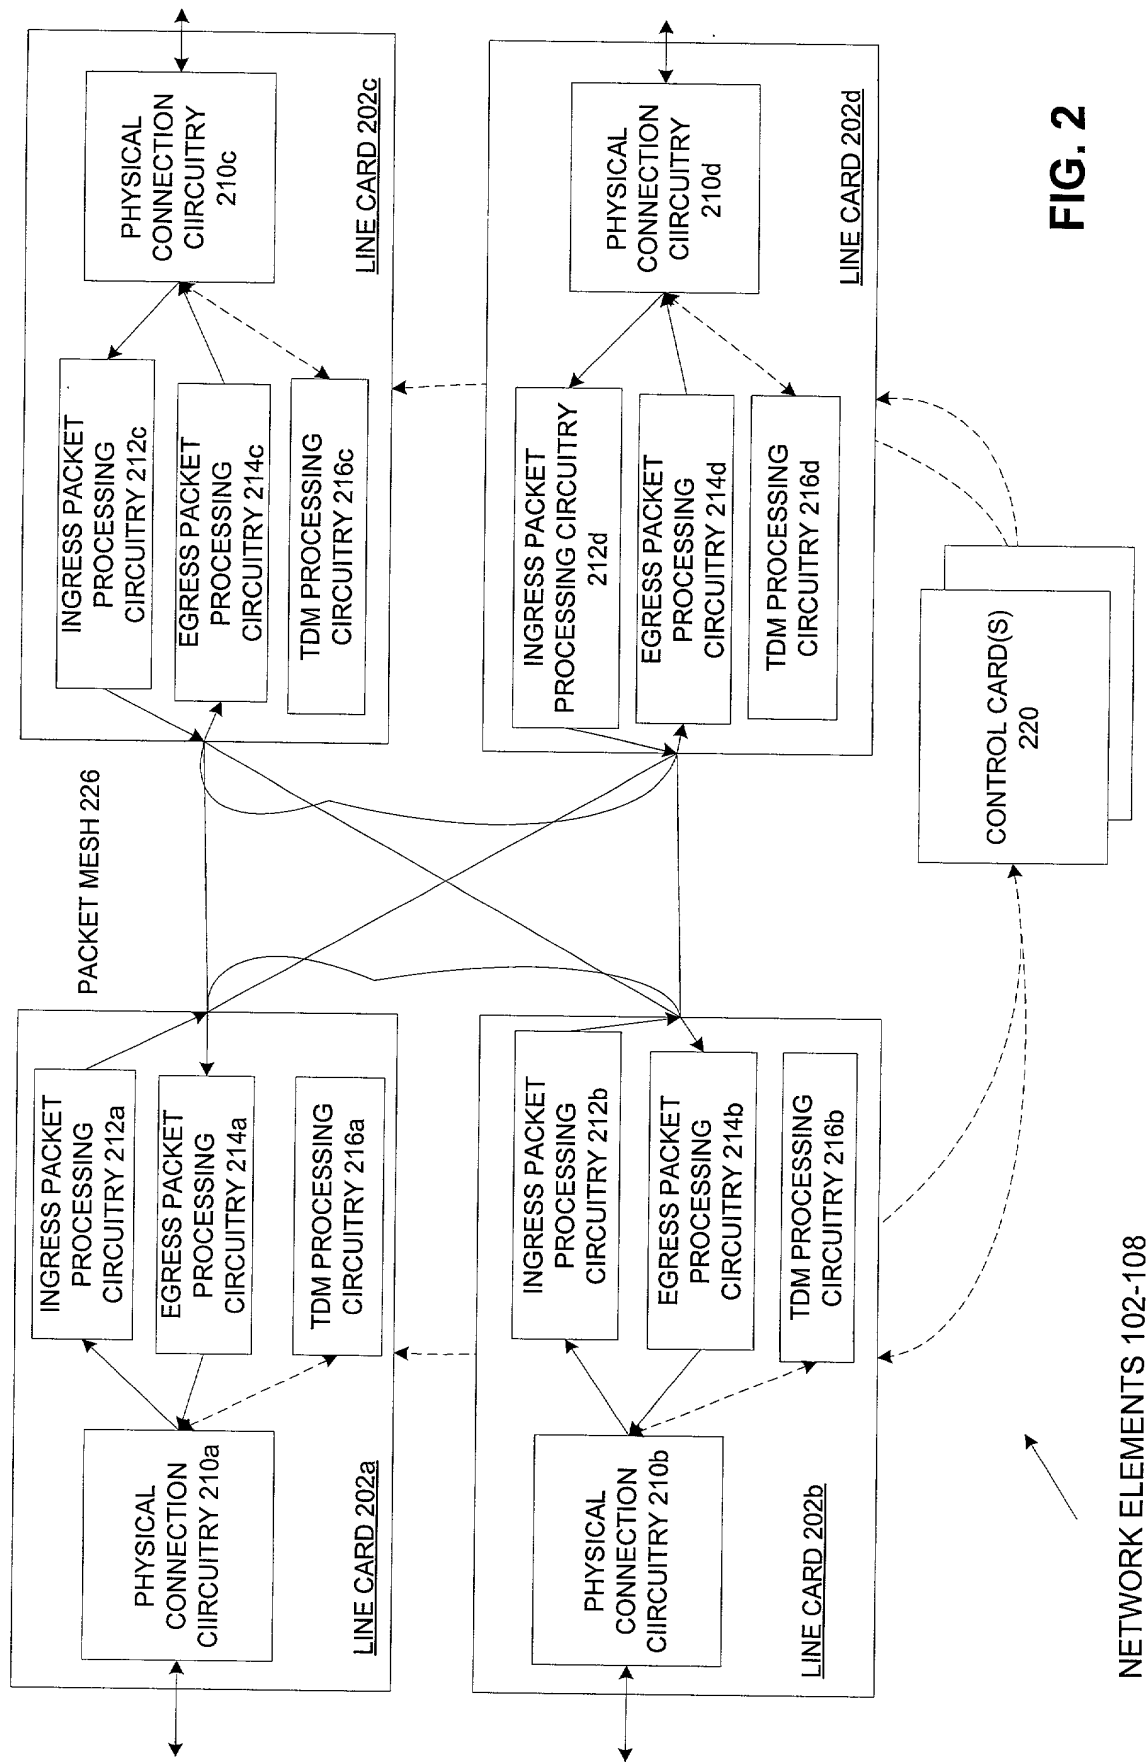 PACKET MESH 226
PHYSICAL
CONNECTION
CIIRCUITRY 210a
INGRESS PACKET
PROCESSING
CIRCUITRY 212a
EGRESS PACKET
PROCESSING
CIRCUITRY 214a
TDM PROCESSING
CIRCUITRY 216a
LINE CARD 202a
INGRESS PACKET
PROCESSING
CIRCUITRY 212c
EGRESS PACKET
PROCESSING
CIRCUITRY 214c
TDM PROCESSING
CIRCUITRY 216c
PHYSICAL
CONNECTION
CIIRCUITRY
210c
LINE CARD 202c
PHYSICAL
CONNECTION
CIIRCUITRY 210b
INGRESS PACKET
PROCESSING
CIRCUITRY 212b
EGRESS PACKET
PROCESSING
CIRCUITRY 214b
TDM PROCESSING
CIRCUITRY 216b
LINE CARD 202b
INGRESS PACKET
PROCESSING CIRCUITRY
212d
EGRESS PACKET
PROCESSING
CIRCUITRY 214d
TDM PROCESSING
CIRCUITRY 216d
PHYSICAL
CONNECTION
CIIRCUITRY
210d
LINE CARD 202d
CONTROL CARD(S)
220
NETWORK ELEMENTS 102-108
FIG. 2